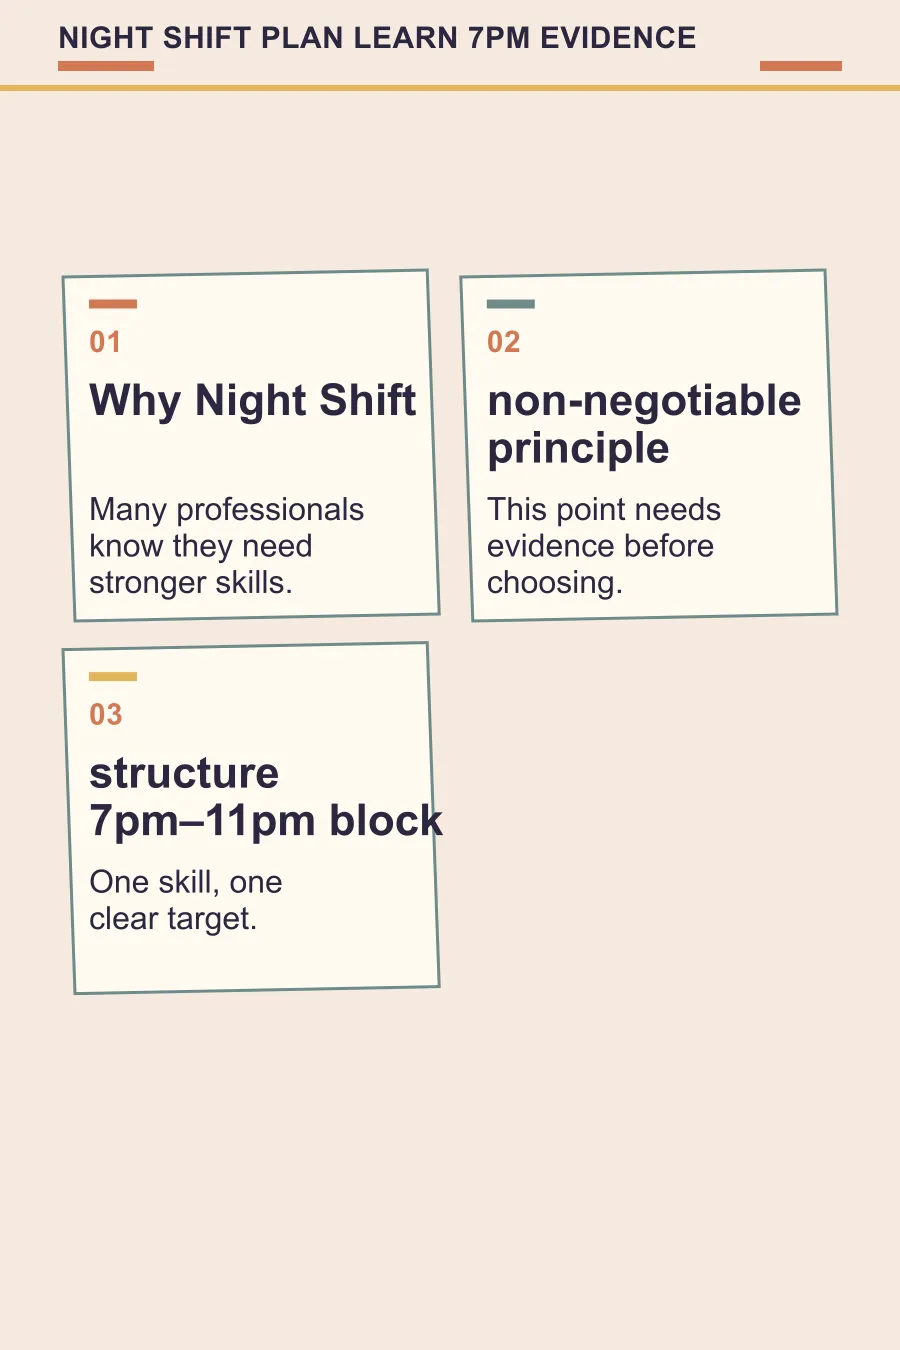 NIGHT SHIFT PLAN LEARN 7PM EVIDENCE
01
Why Night Shift
Many professionals
know they need
stronger skills.
02
non-negotiable
principle
This point needs
evidence before
choosing.
03
structure
7pm–11pm block
One skill, one
clear target.